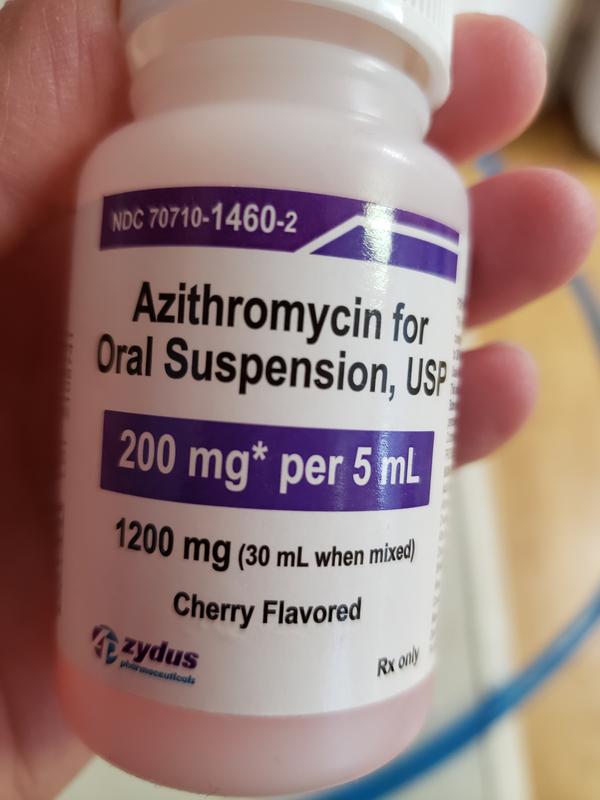 NDC 70710-1460-2
Azithromycin for
Oral Suspension, USP
200 mg* per 5 mL
1200 mg (30 mL when mixed)
Cherry Flavored
zydus
pharmaceuticals
Rx only